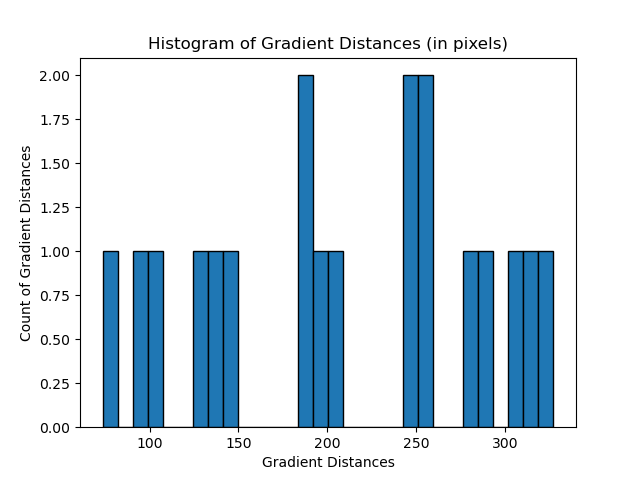 Histogram of Gradient Distances (in pixels)
2.00
1.75
1.50
1.25
1.00
0.75
0.50
0.25
0.00
Count of Gradient Distances
100 150 200 250 300
Gradient Distances